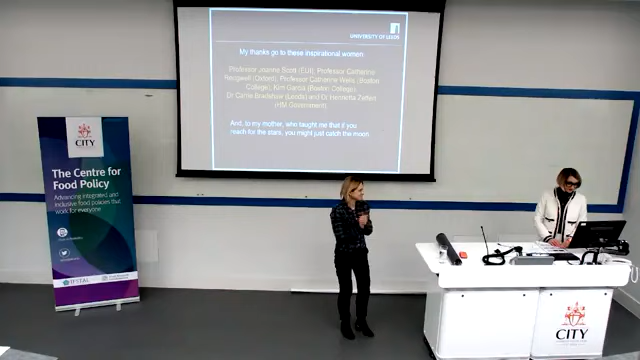 UNIVERSITY OF LEEDS
My thanks go to these inspirational women:
Professor Joanne Scott (EUI), Professor Catherine
Redgwell (Oxford), Professor Catherine Wells (Boston
College), Kim Garcia (Boston College),
Dr Carrie Bradshaw (Leeds) and Dr Henrietta Zeffert
(HM Government).
And, to my mother, who taught me that if you
reach for the stars, you might just catch the moon.
CITY
The Centre for
Food Policy
Advancing integrated and
inclusive food policies that
work for everyone
IFSTAL
CITY